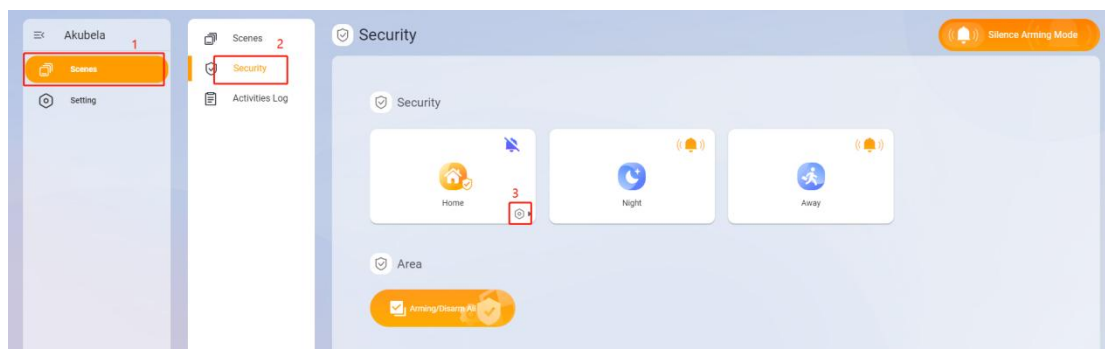 Akubela
1
Scenes
Setting
Scenes
2
Security
Activities Log
Security
Silence Arming Mode
Security
Home
3
Night
Away
Area
Arming/Disarm All